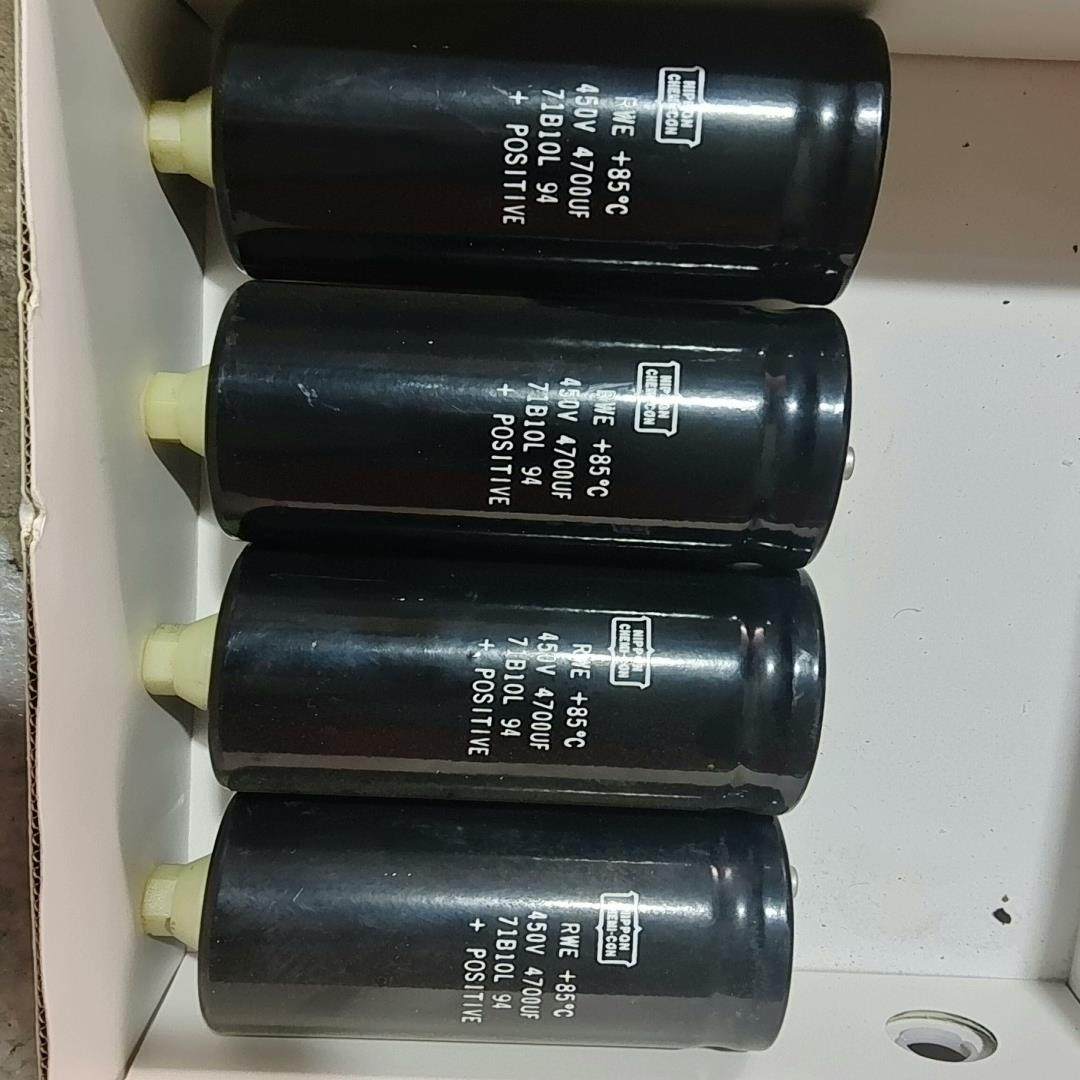 NIPPON
CHEMI-CON
RWE +85°C
450V 4700UF
71B10L 94
+ POSITIVE
NIPPON
CHEMI-CON
RWE +85°C
450V 4700UF
71B10L 94
+ POSITIVE
NIPPON
CHEMI-CON
RWE +85°C
450V 4700UF
71B10L 94
+ POSITIVE
NIPPON
CHEMI-CON
RWE +85°C
450V 4700UF
71B10L 94
+ POSITIVE